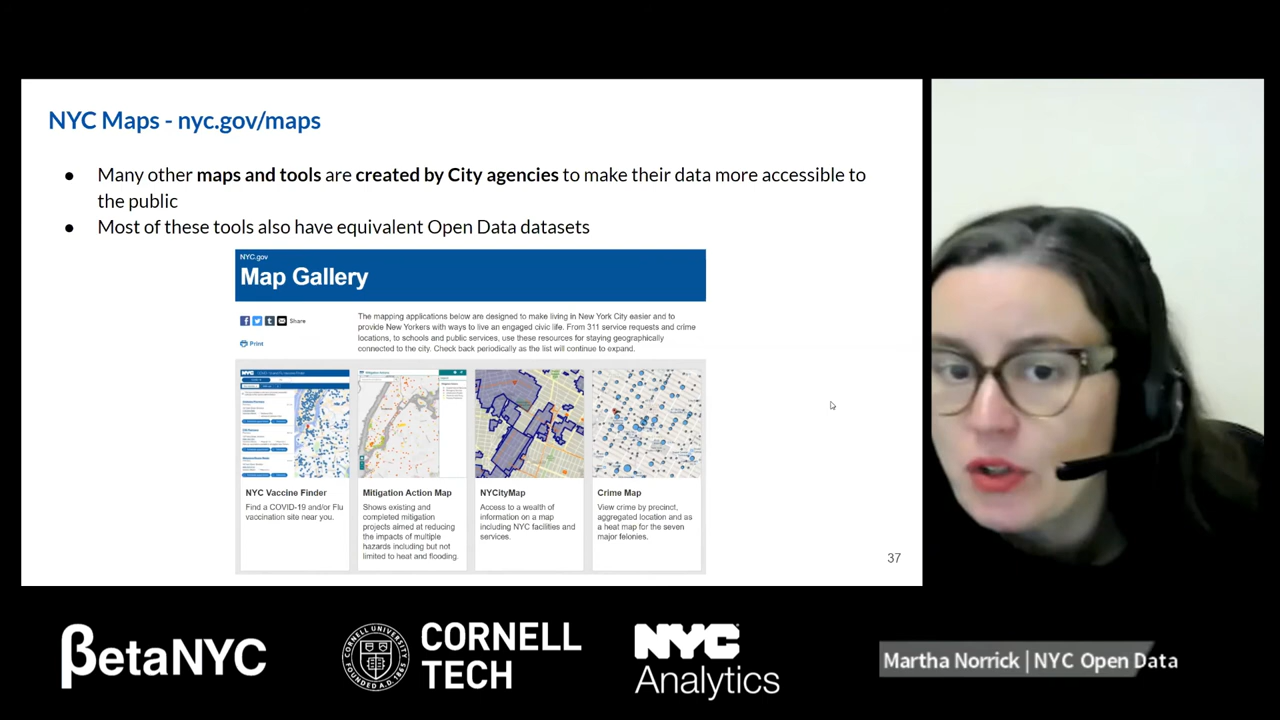 NYC Maps - nyc.gov/maps
● Many other maps and tools are created by City agencies to make their data more accessible to
the public
● Most of these tools also have equivalent Open Data datasets
NYC.gov
Map Gallery
Share
Print
The mapping applications below are designed to make living in New York City easier and to
provide New Yorkers with ways to live an engaged civic life. From 311 service requests and crime
locations, to schools and public services, use these resources for staying geographically
connected to the city. Check back periodically as the list will continue to expand.
NYC
Mitigation Action
NYC Vaccine Finder
Find a COVID-19 and/or Flu
vaccination site near you.
Mitigation Action Map
Shows existing and
completed mitigation
projects aimed at reducing
the impacts of multiple
hazards including but not
limited to heat and flooding.
NYCityMap
Access to a wealth of
information on a map
including NYC facilities and
services.
Crime Map
View crime by precinct,
aggregated location and as
a heat map for the seven
major felonies.
37
βetaNYC
CORNELL UNIVERSITY
FOUNDED A.D. 1865
CORNELL
TECH
NYC
Analytics
Martha Norrick | NYC Open Data